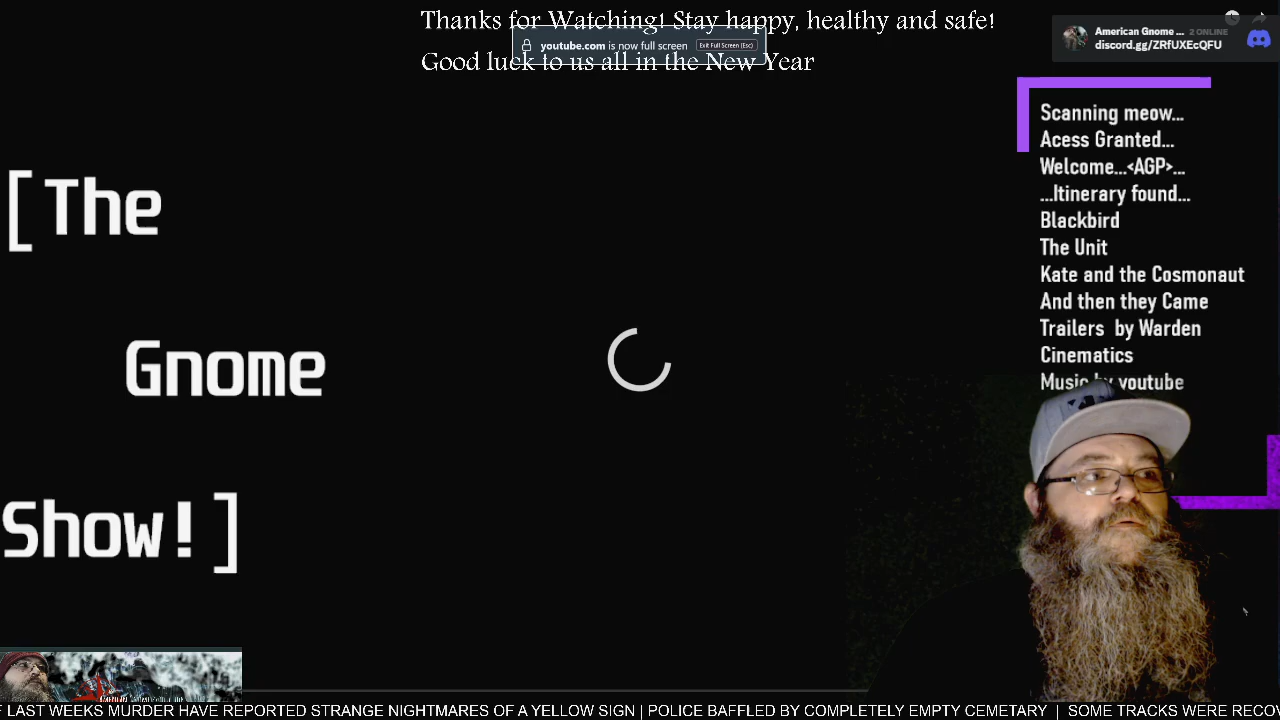 Thanks for Watching! Stay happy, healthy and safe!
youtube.com is now full screen
Exit Full Screen (Esc)
Good luck to us all in the New Year
American Gnome ...
2 ONLINE
discord.gg/ZRfUXEcQFU
Scanning meow...
Acess Granted...
Welcome...<AGP>...
...Itinerary found...
Blackbird
The Unit
Kate and the Cosmonaut
And then they Came
Trailers by Warden
Cinematics
Music by youtube
[The
Gnome
Show!]
F LAST WEEKS MURDER HAVE REPORTED STRANGE NIGHTMARES OF A YELLOW SIGN | POLICE BAFFLED BY COMPLETELY EMPTY CEMETARY | SOME TRACKS WERE RECOV